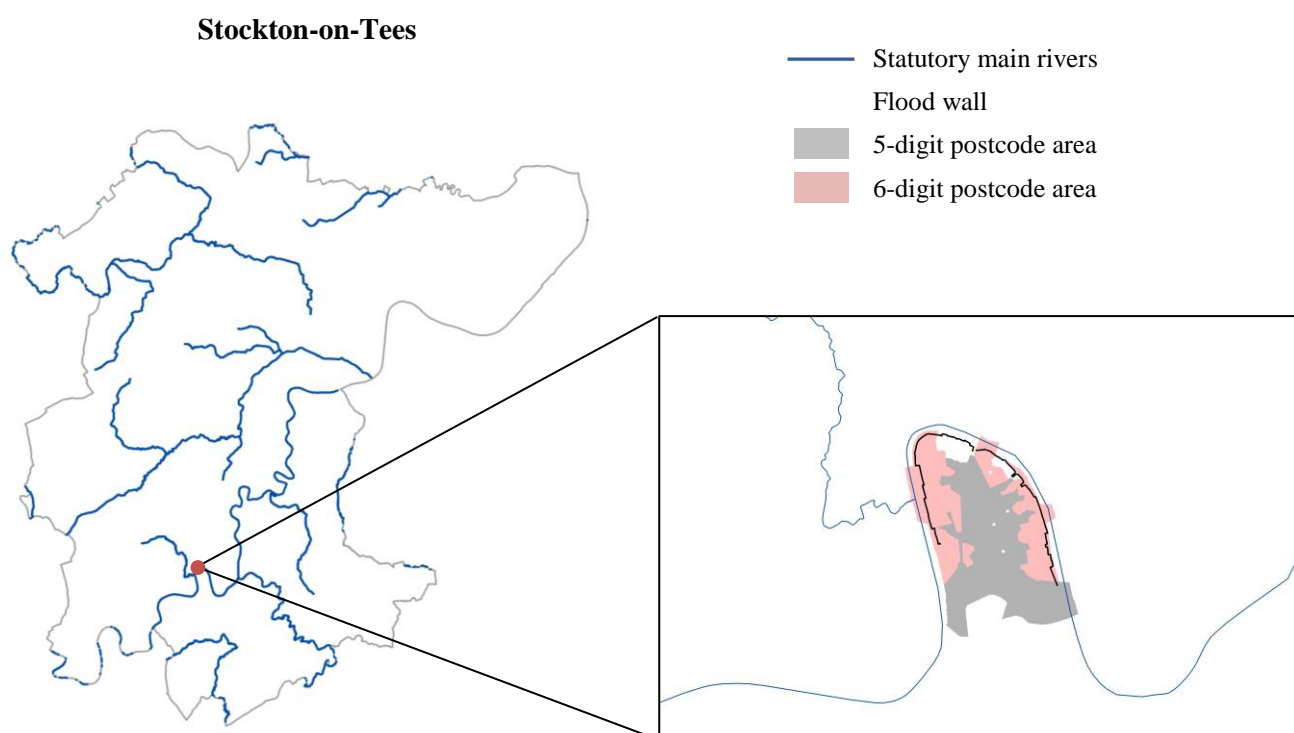 Stockton-on-Tees
Statutory main rivers
Flood wall
5-digit postcode area
6-digit postcode area